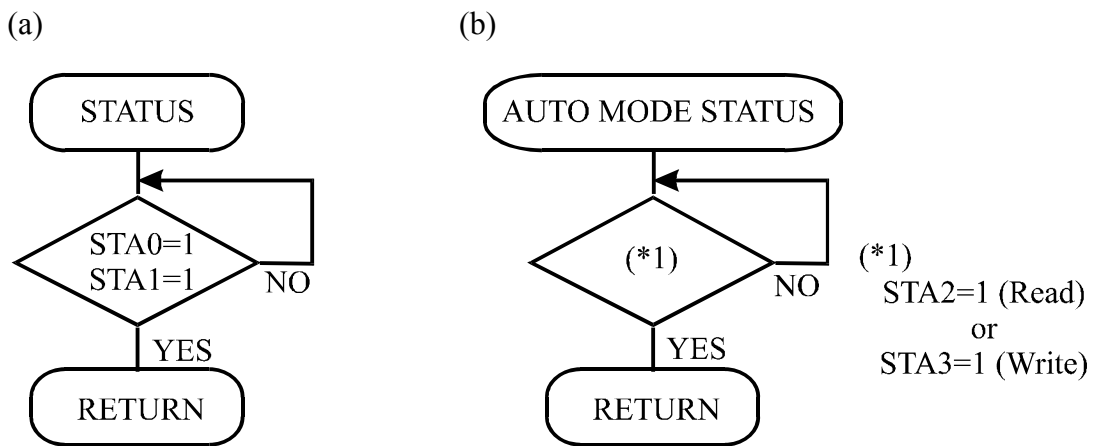 (a)
STATUS
STA0=1
STA1=1
NO
YES
RETURN
(b)
AUTO MODE STATUS
(*1)
NO
YES
RETURN
(*1)
STA2=1 (Read)
or
STA3=1 (Write)